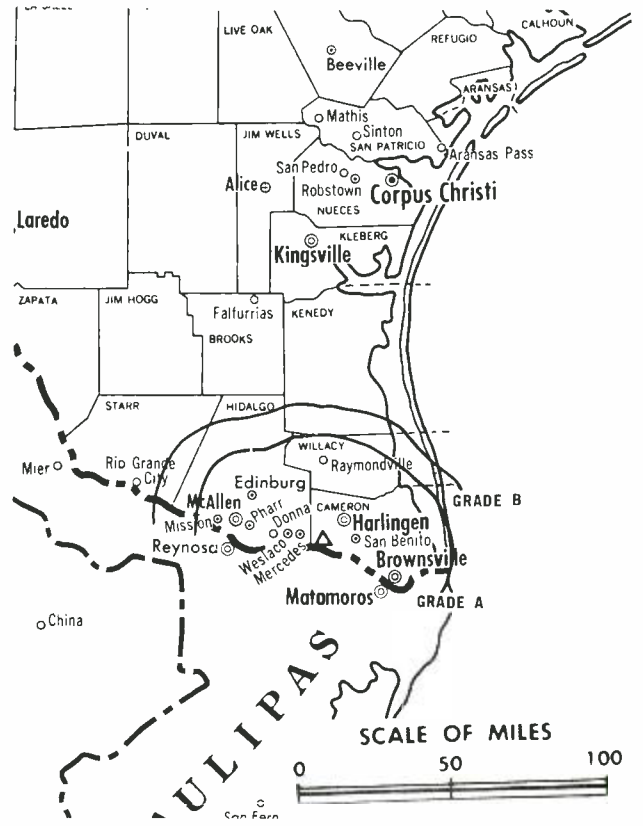 LIVE OAK
CALHOUN
REFUGIO
Beeville
ARANSAS
Mathis
DUVAL
JIM WELLS
Sinton
SAN PATRICIO
Aransas Pass
San Pedro
Alice
Robstown
Corpus Christi
NUECES
Laredo
KLEBERG
Kingsville
ZAPATA
JIM HOGG
Falfurrias
KENEDY
BROOKS
STARR
HIDALGO
WILLACY
Mier
Rio Grande
City
Raymondville
Edinburg
GRADE B
McAllen
CAMERON
Mission
Pharr
Donna
Harlingen
Reynosa
Weslaco
Mercedes
San Benito
Brownsville
Matamoros
GRADE A
China
AULIPAS
SCALE OF MILES
0 50 100
San Fern